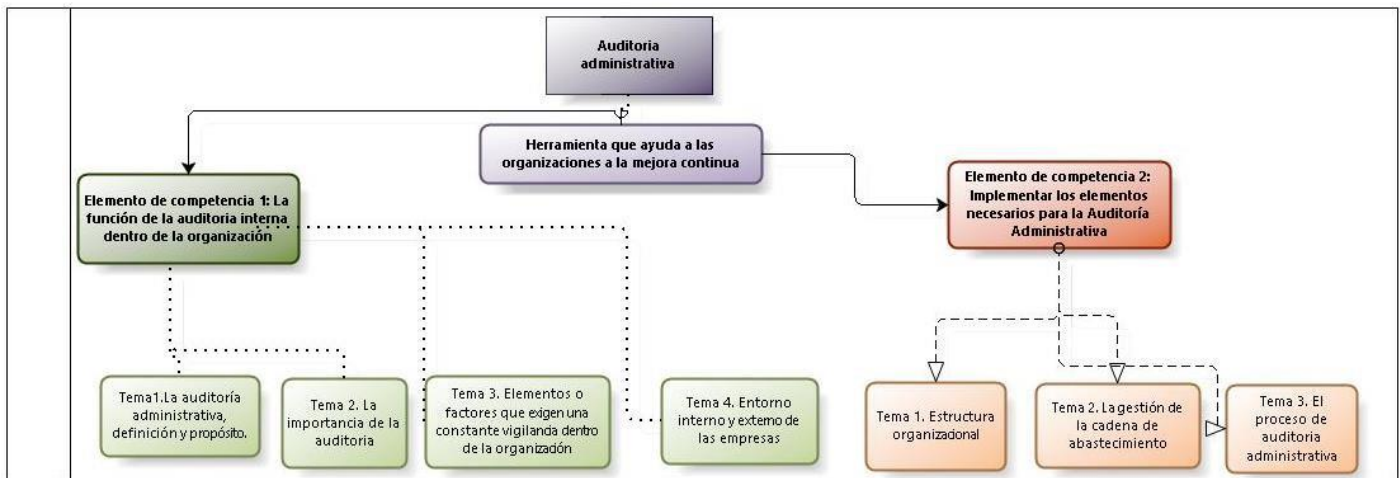 Auditoria
administrativa
Herramienta que ayuda a las
organizaciones a la mejora continua
Elemento de competencia 1: La
función de la auditoria interna
dentro de la organización
Elemento de competencia 2:
Implementar los elementos
necesarios para la Auditoría
Administrativa
Tema1.La auditoría
administrativa,
definición y propósito.
Tema 2. La
importancia de la
auditoria
Tema 3. Elementos o
factores que exigen una
constante vigilancia dentro
de la organización
Tema 4. Entorno
interno y externo de
las empresas
Tema 1. Estructura
organizacional
Tema 2. La gestión de
la cadena de
abastecimiento
Tema 3. El
proceso de
auditoria
administrativa